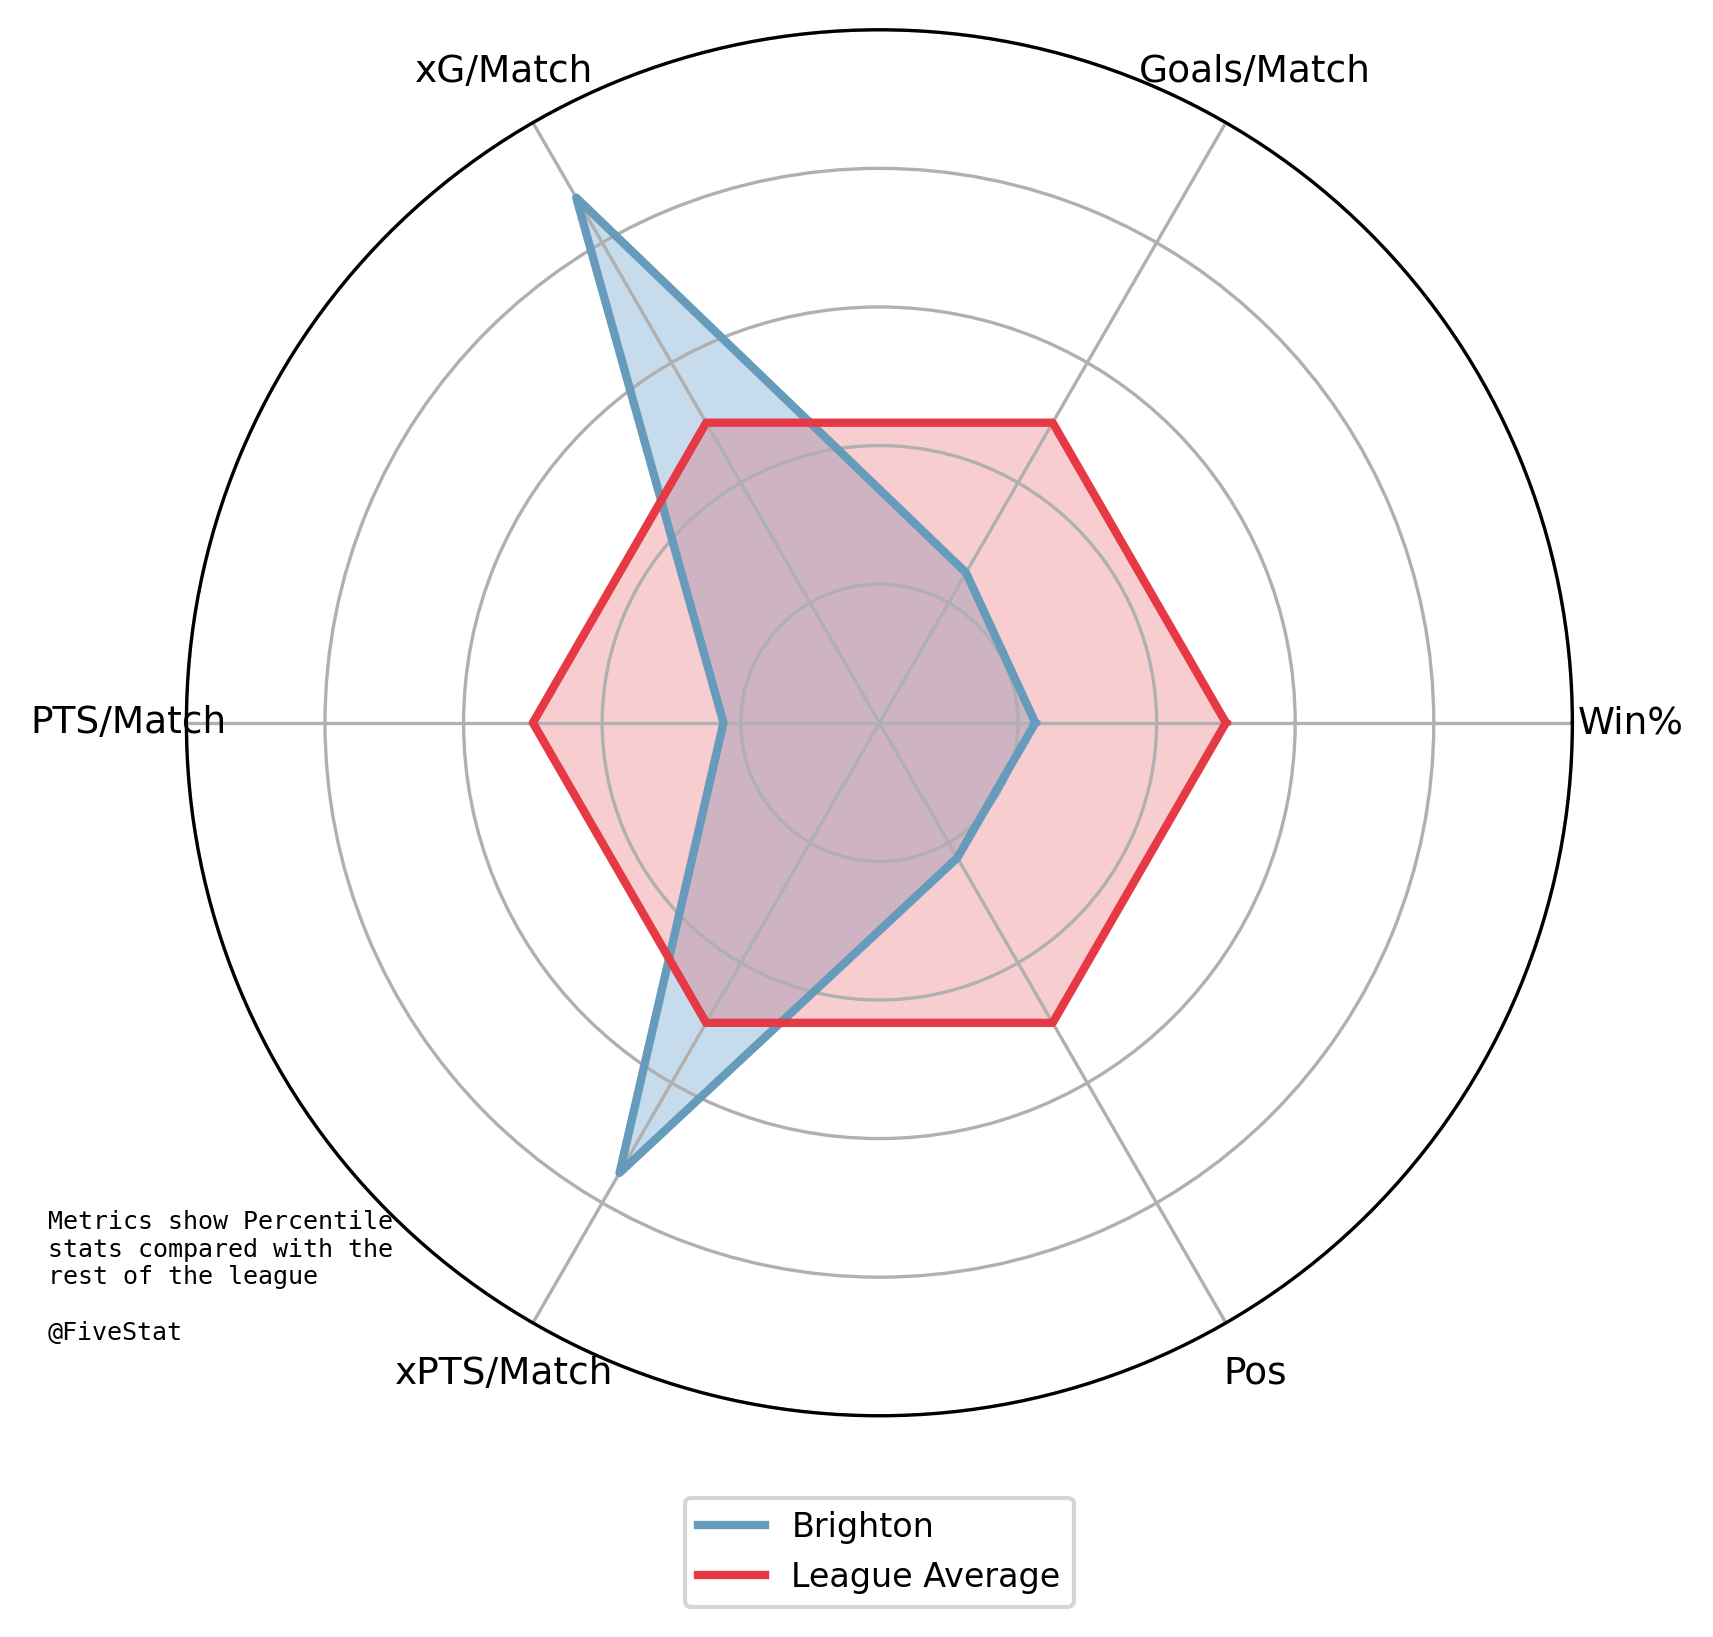 xG/Match
Goals/Match
PTS/Match
Win%
Metrics show Percentile
stats compared with the
rest of the league
@FiveStat
xPTS/Match
Pos
Brighton
League Average